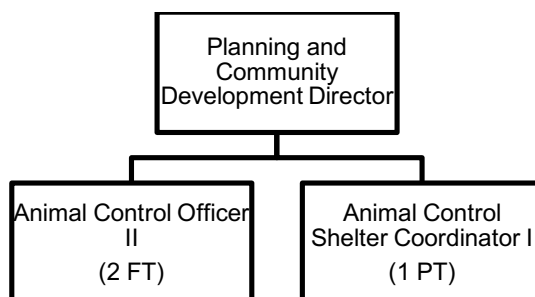 Planning and
Community
Development Director
Animal Control Officer
II
(2 FT)
Animal Control
Shelter Coordinator I
(1 PT)